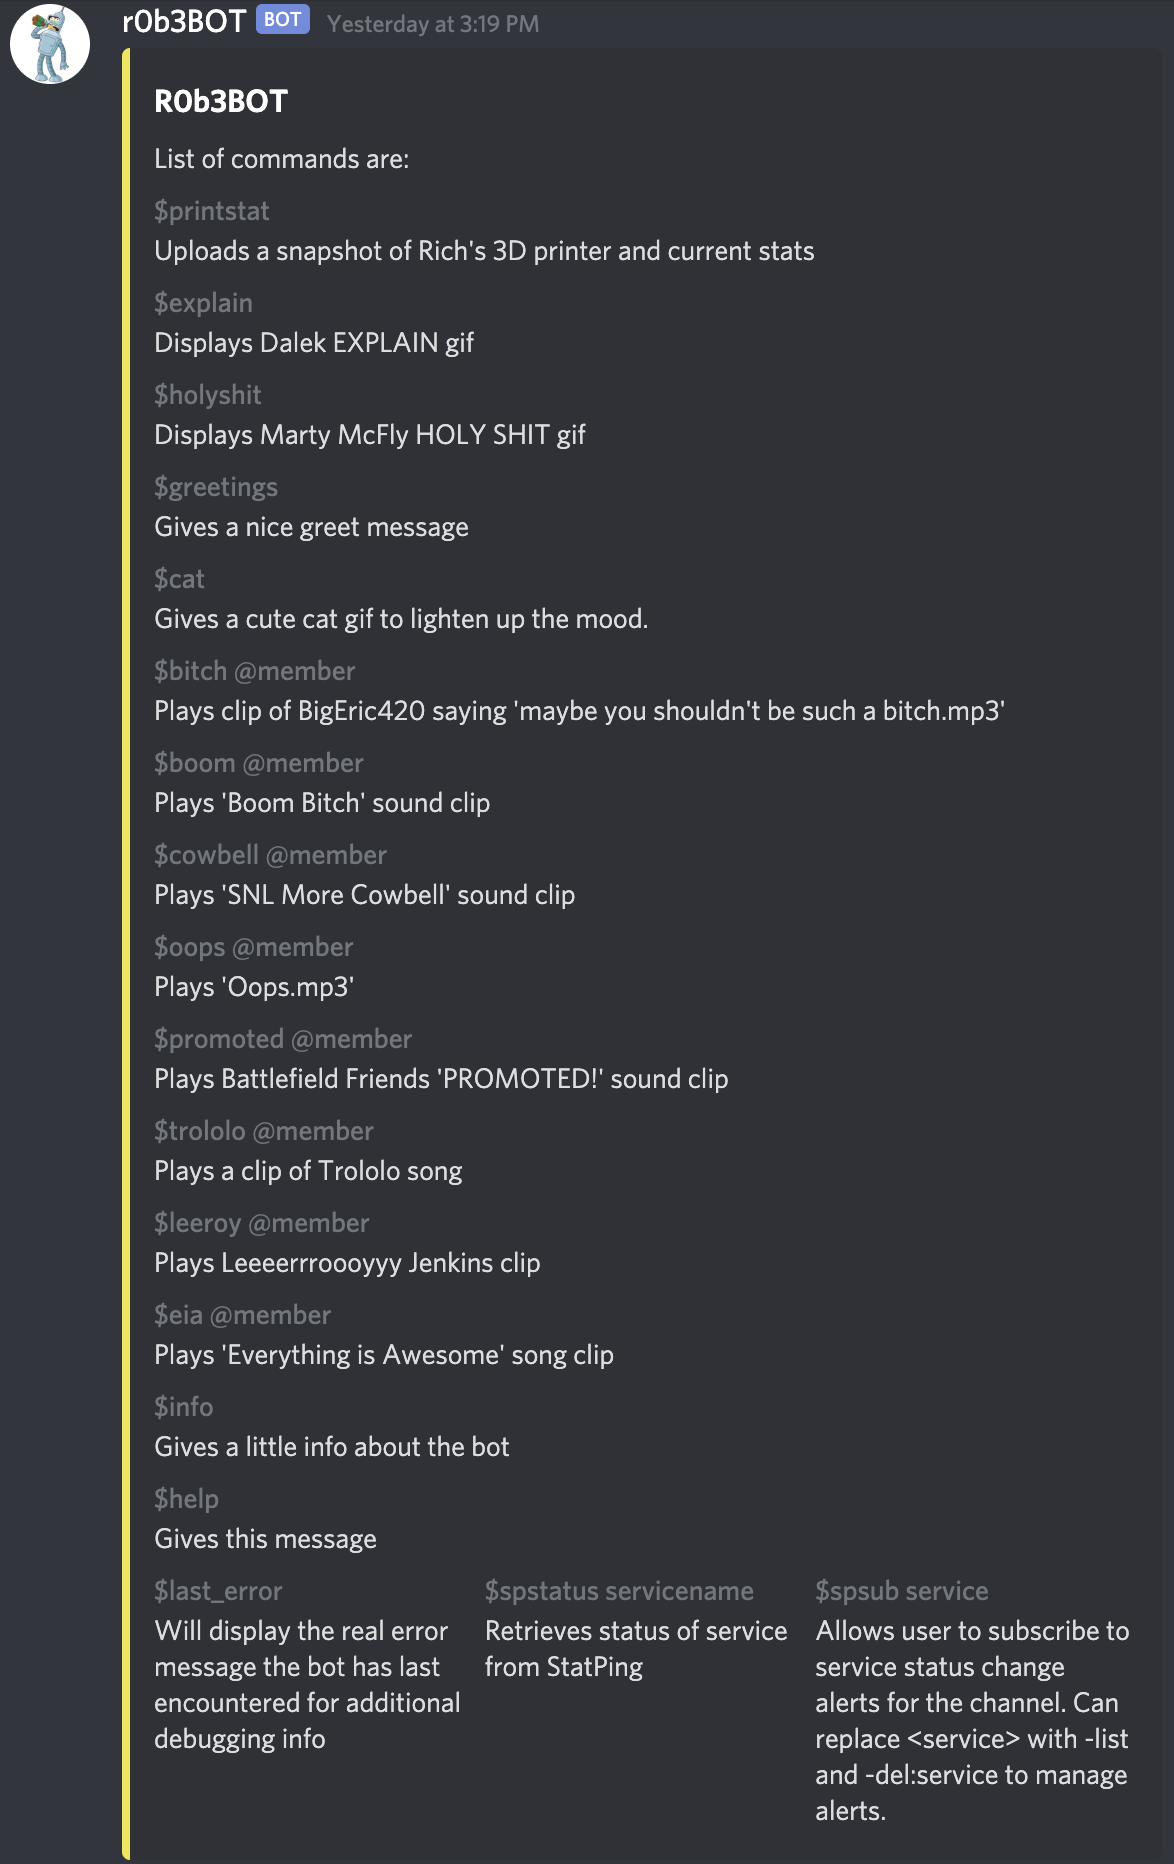 r0b3BOT BOT Yesterday at 3:19 PM
R0b3BOT
List of commands are:
$printstat
Uploads a snapshot of Rich's 3D printer and current stats
$explain
Displays Dalek EXPLAIN gif
$holyshit
Displays Marty McFly HOLY SHIT gif
$greetings
Gives a nice greet message
$cat
Gives a cute cat gif to lighten up the mood.
$bitch @member
Plays clip of BigEric420 saying 'maybe you shouldn't be such a bitch.mp3'
$boom @member
Plays 'Boom Bitch' sound clip
$cowbell @member
Plays 'SNL More Cowbell' sound clip
$oops @member
Plays 'Oops.mp3'
$promoted @member
Plays Battlefield Friends 'PROMOTED!' sound clip
$trololo @member
Plays a clip of Trololo song
$leeroy @member
Plays Leeeerrroooyyy Jenkins clip
$eia @member
Plays 'Everything is Awesome' song clip
$info
Gives a little info about the bot
$help
Gives this message
$last_error
Will display the real error
message the bot has last
encountered for additional
debugging info
$spstatus servicename
Retrieves status of service
from StatPing
$spsub service
Allows user to subscribe to
service status change
alerts for the channel. Can
replace <service> with -list
and -del:service to manage
alerts.